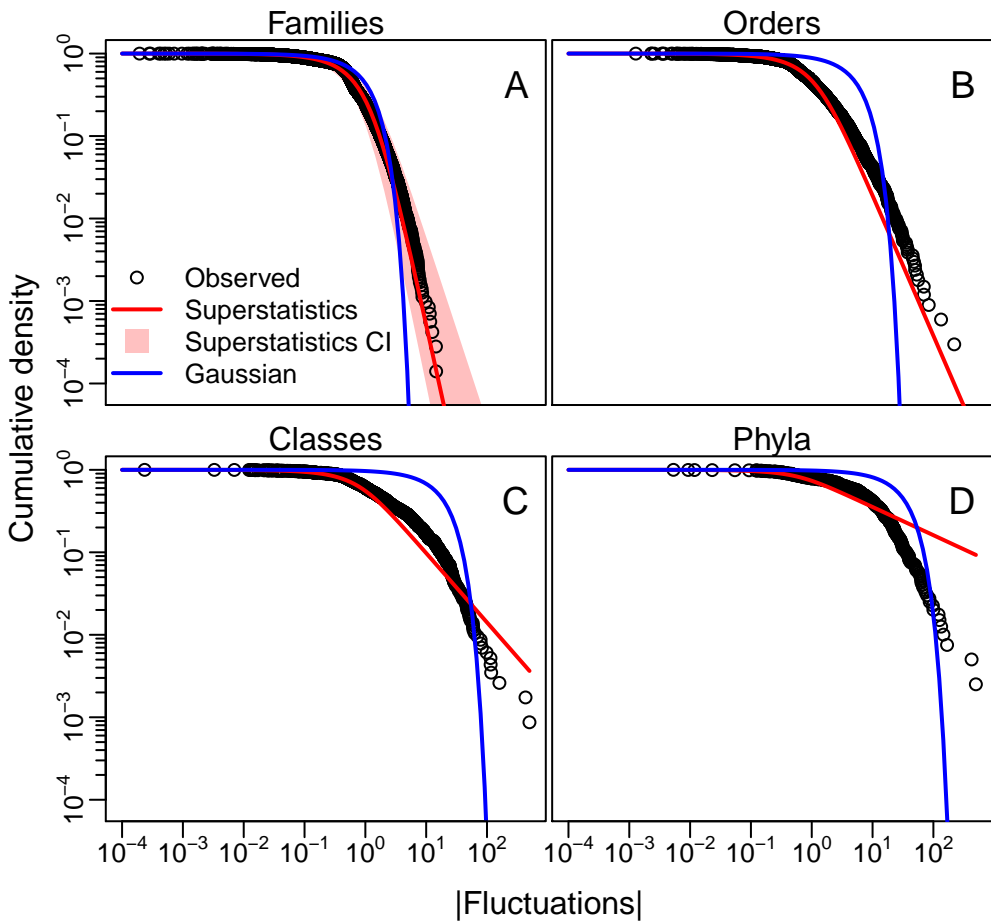 Families
Orders
A
B
10^0
10^-1
10^-2
10^-3
10^-4
Observed
Superstatistics
Superstatistics CI
Gaussian
Cumulative density
Classes
Phyla
C
D
10^0
10^-1
10^-2
10^-3
10^-4
10^-4 10^-3 10^-2 10^-1 10^0 10^1 10^2
10^-4 10^-3 10^-2 10^-1 10^0 10^1 10^2
|Fluctuations|